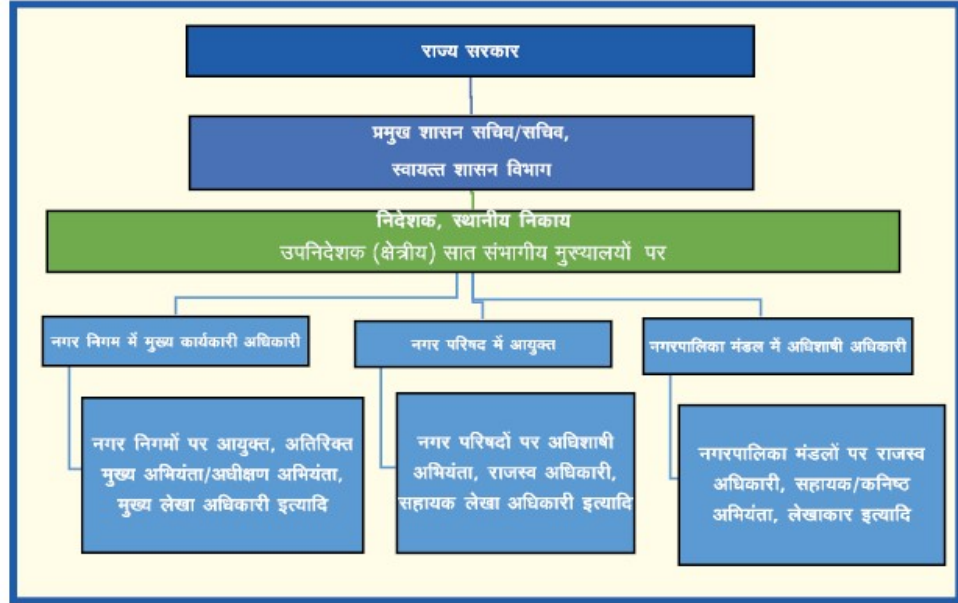 राज्य सरकार
प्रमुख शासन सचिव/सचिव,
स्वायत्त शासन विभाग
निदेशक, स्थानीय निकाय
उपनिदेशक (क्षेत्रीय) सात संभागीय मुख्यालयों पर
नगर निगम में मुख्य कार्यकारी अधिकारी
नगर परिषद में आयुक्त
नगरपालिका मंडल में अधिशाषी अधिकारी
नगर निगमों पर आयुक्त, अतिरिक्त
मुख्य अभियंता/अधीक्षण अभियंता,
मुख्य लेखा अधिकारी इत्यादि
नगर परिषदों पर अधिशाषी
अभियंता, राजस्व अधिकारी,
सहायक लेखा अधिकारी इत्यादि
नगरपालिका मंडलों पर राजस्व
अधिकारी, सहायक/कनिष्ठ
अभियंता, लेखाकार इत्यादि